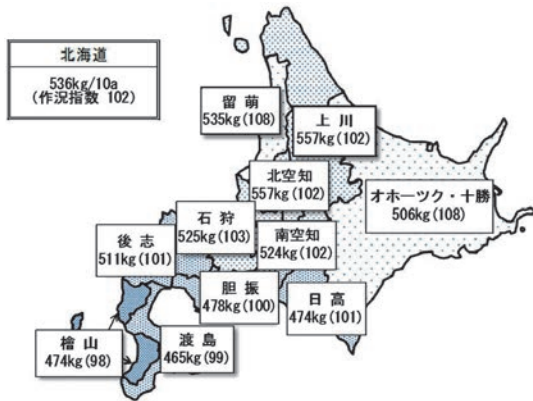 北海道
536kg/10a
(作況指数 102)
留 萌
535kg(108)
上 川
557kg(102)
北空知
557kg(102)
オホーツク・十勝
506kg(108)
石 狩
525kg(103)
南空知
524kg(102)
後 志
511kg(101)
胆 振
478kg(100)
日 高
474kg(101)
檜 山
474kg(98)
渡 島
465kg(99)